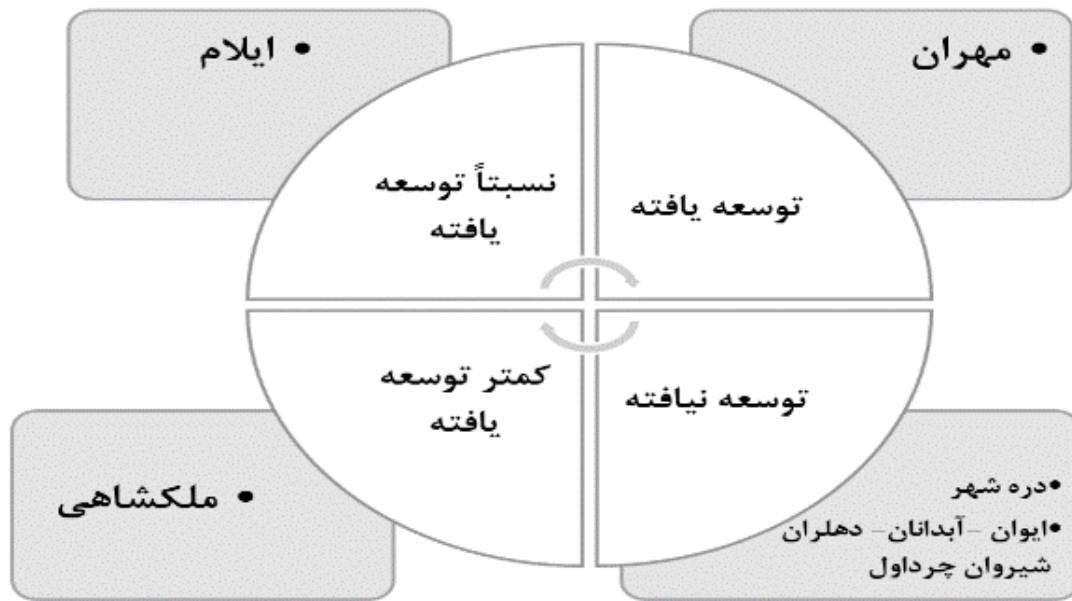 • مهران
• ایلام
توسعه یافته
نسبتاً توسعه
یافته
توسعه نیافته
کمتر توسعه
یافته
•دره شهر
•ایوان –آبدانان– دهلران
شیروان چرداول
• ملکشاهی